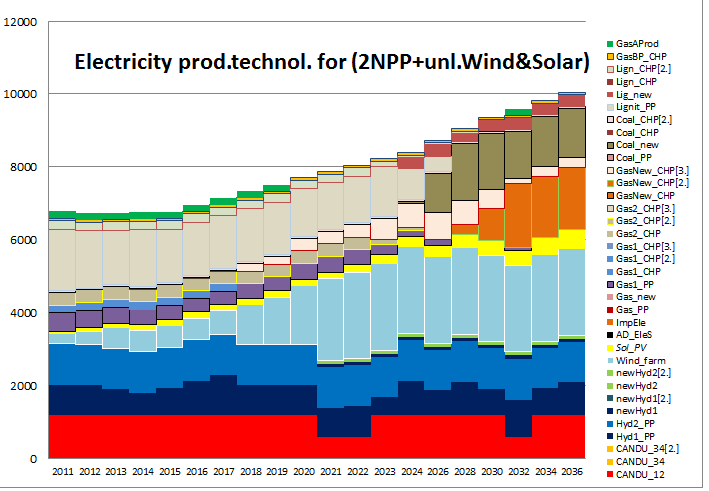 Electricity prod.technol. for (2NPP+unl.Wind&Solar)
12000
10000
8000
6000
4000
2000
0
2011 2012 2013 2014 2015 2016 2017 2018 2019 2020 2021 2022 2023 2024 2026 2028 2030 2032 2034 2036
GasAProd
GasBP_CHP
Lign_CHP[2.]
Lign_CHP
Lig_new
Lignit_PP
Coal_CHP[2.]
Coal_CHP
Coal_new
Coal_PP
GasNew_CHP[3.]
GasNew_CHP[2.]
GasNew_CHP
Gas2_CHP[3.]
Gas2_CHP[2.]
Gas2_CHP
Gas1_CHP[3.]
Gas1_CHP[2.]
Gas1_CHP
Gas1_PP
Gas_new
Gas_PP
ImpEle
AD_EleS
Sol_PV
Wind_farm
newHyd2[2.]
newHyd2
newHyd1[2.]
newHyd1
Hyd2_PP
Hyd1_PP
CANDU_34[2.]
CANDU_34
CANDU_12